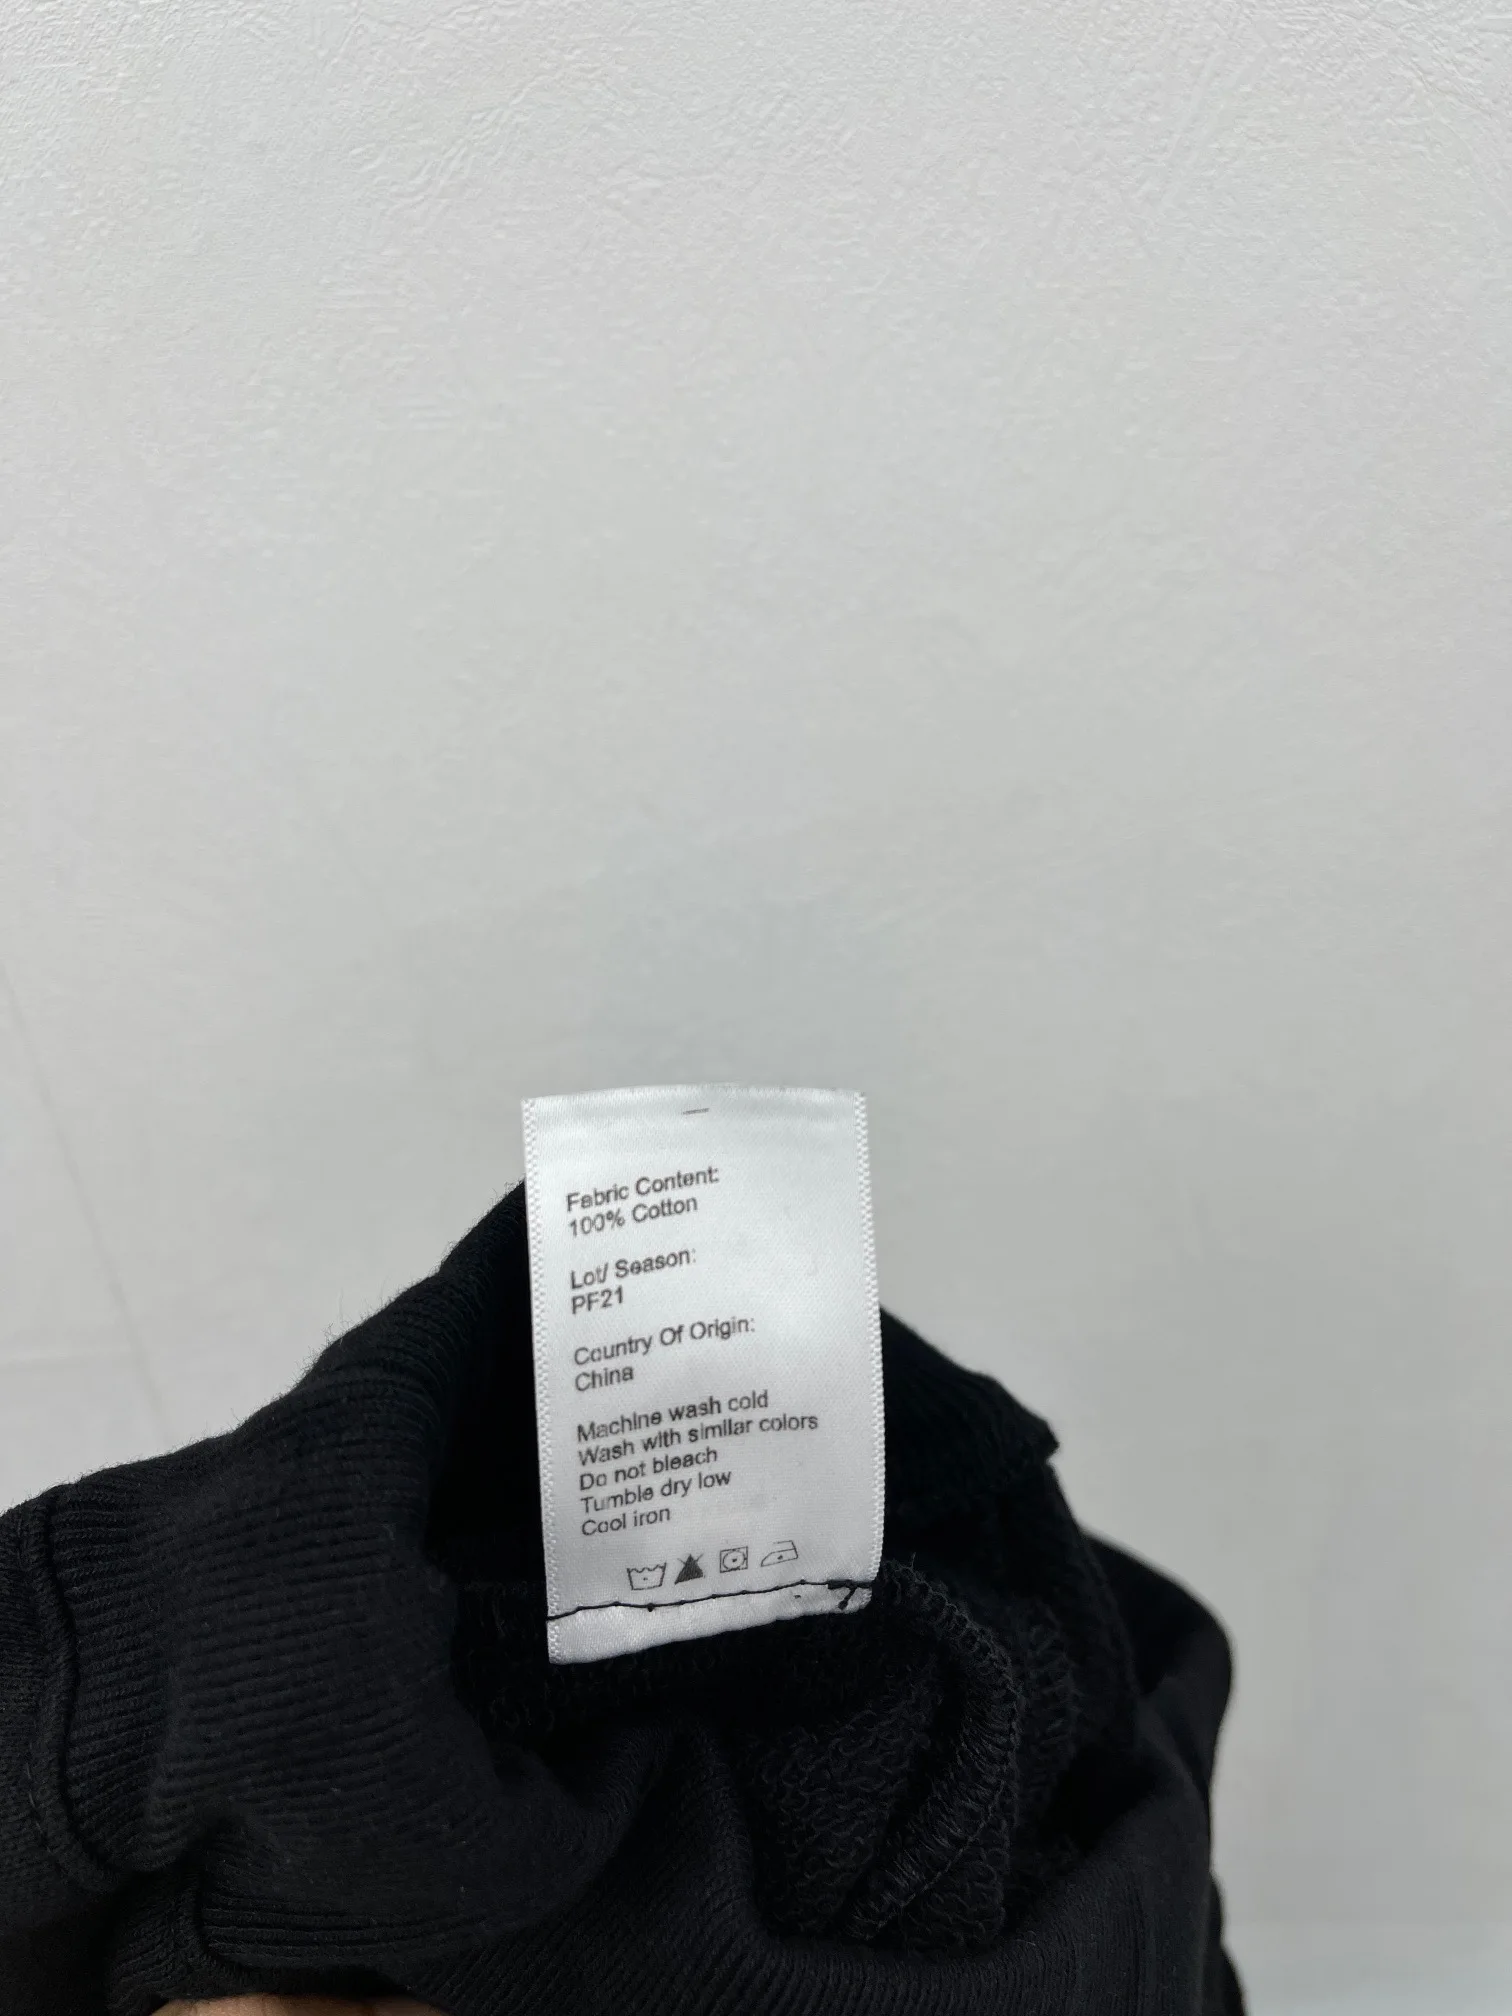 Fabric Content:
100% Cotton
Lot/ Season:
PF21
Country Of Origin:
China
Machine wash cold
Wash with similar colors
Do not bleach
Tumble dry low
Cool iron